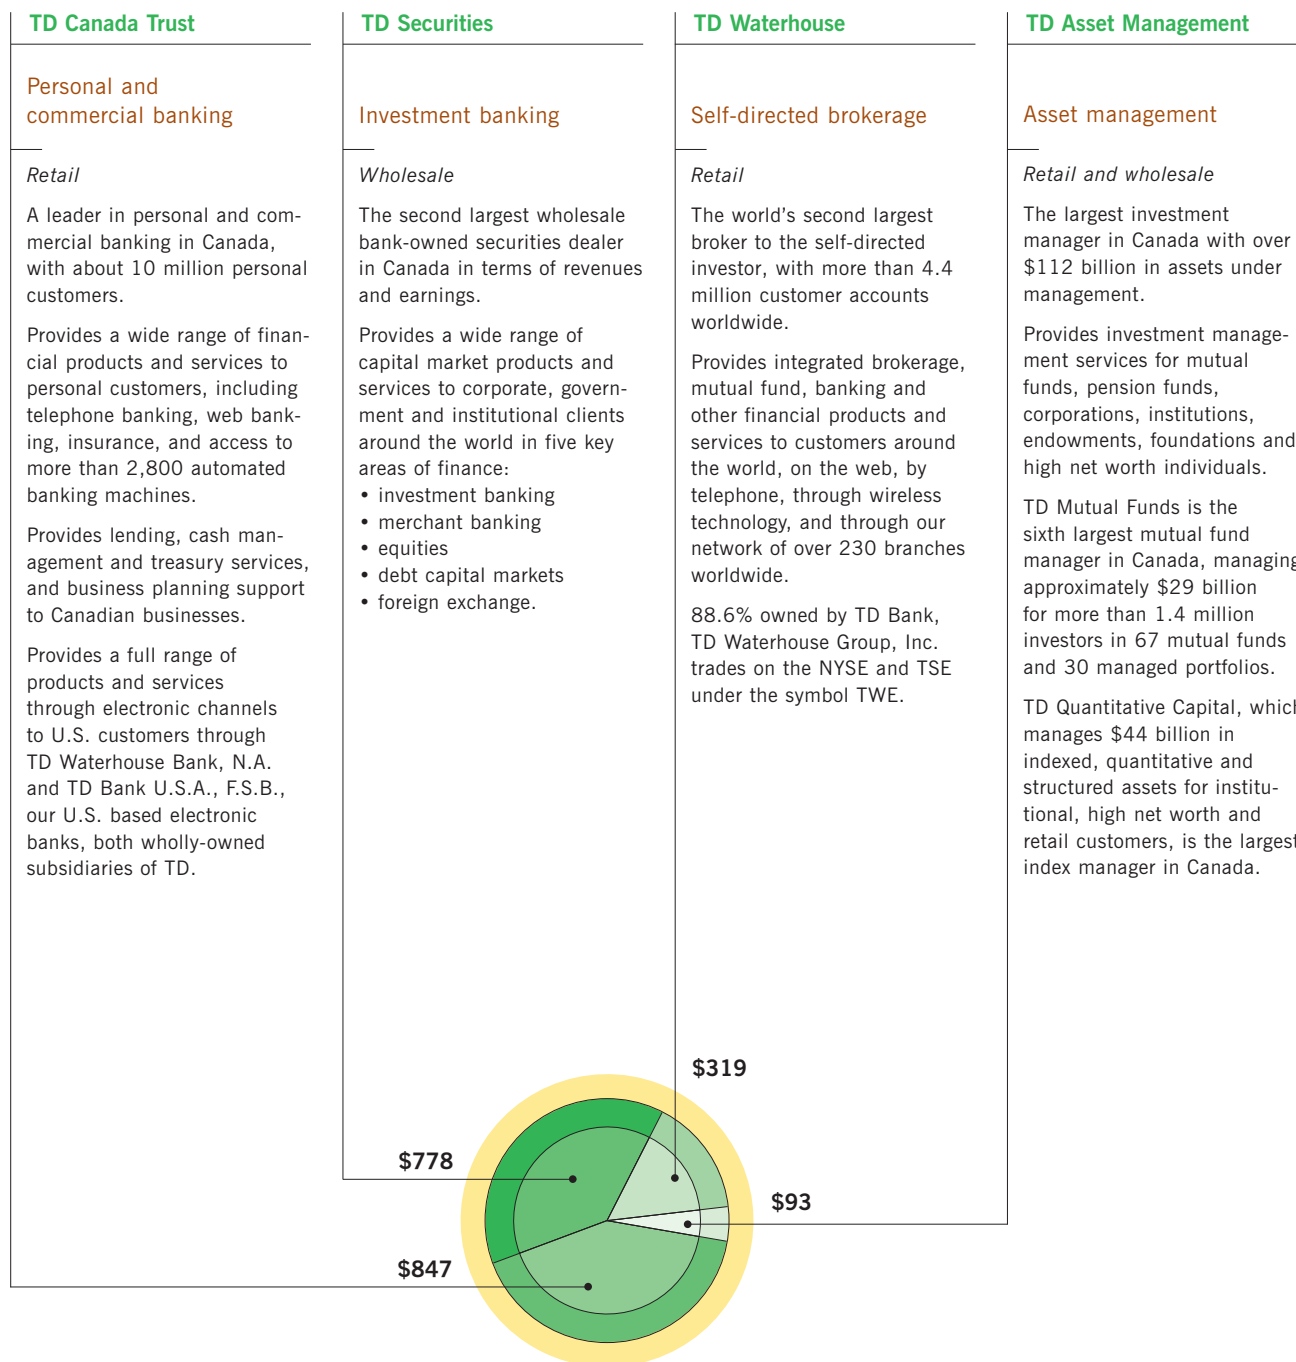 TD Canada Trust
Personal and
commercial banking
Retail
A leader in personal and com-
mercial banking in Canada,
with about 10 million personal
customers.
Provides a wide range of finan-
cial products and services to
personal customers, including
telephone banking, web bank-
ing, insurance, and access to
more than 2,800 automated
banking machines.
Provides lending, cash man-
agement and treasury services,
and business planning support
to Canadian businesses.
Provides a full range of
products and services
through electronic channels
to U.S. customers through
TD Waterhouse Bank, N.A.
and TD Bank U.S.A., F.S.B.,
our U.S. based electronic
banks, both wholly-owned
subsidiaries of TD.
TD Securities
Investment banking
Wholesale
The second largest wholesale
bank-owned securities dealer
in Canada in terms of revenues
and earnings.
Provides a wide range of
capital market products and
services to corporate, govern-
ment and institutional clients
around the world in five key
areas of finance:
• investment banking
• merchant banking
• equities
• debt capital markets
• foreign exchange.
TD Waterhouse
Self-directed brokerage
Retail
The world's second largest
broker to the self-directed
investor, with more than 4.4
million customer accounts
worldwide.
Provides integrated brokerage,
mutual fund, banking and
other financial products and
services to customers around
the world, on the web, by
telephone, through wireless
technology, and through our
network of over 230 branches
worldwide.
88.6% owned by TD Bank,
TD Waterhouse Group, Inc.
trades on the NYSE and TSE
under the symbol TWE.
TD Asset Management
Asset management
Retail and wholesale
The largest investment
manager in Canada with over
$112 billion in assets under
management.
Provides investment manage-
ment services for mutual
funds, pension funds,
corporations, institutions,
endowments, foundations and
high net worth individuals.
TD Mutual Funds is the
sixth largest mutual fund
manager in Canada, managing
approximately $29 billion
for more than 1.4 million
investors in 67 mutual funds
and 30 managed portfolios.
TD Quantitative Capital, which
manages $44 billion in
indexed, quantitative and
structured assets for institu-
tional, high net worth and
retail customers, is the largest
index manager in Canada.
$319
$778
$93
$847